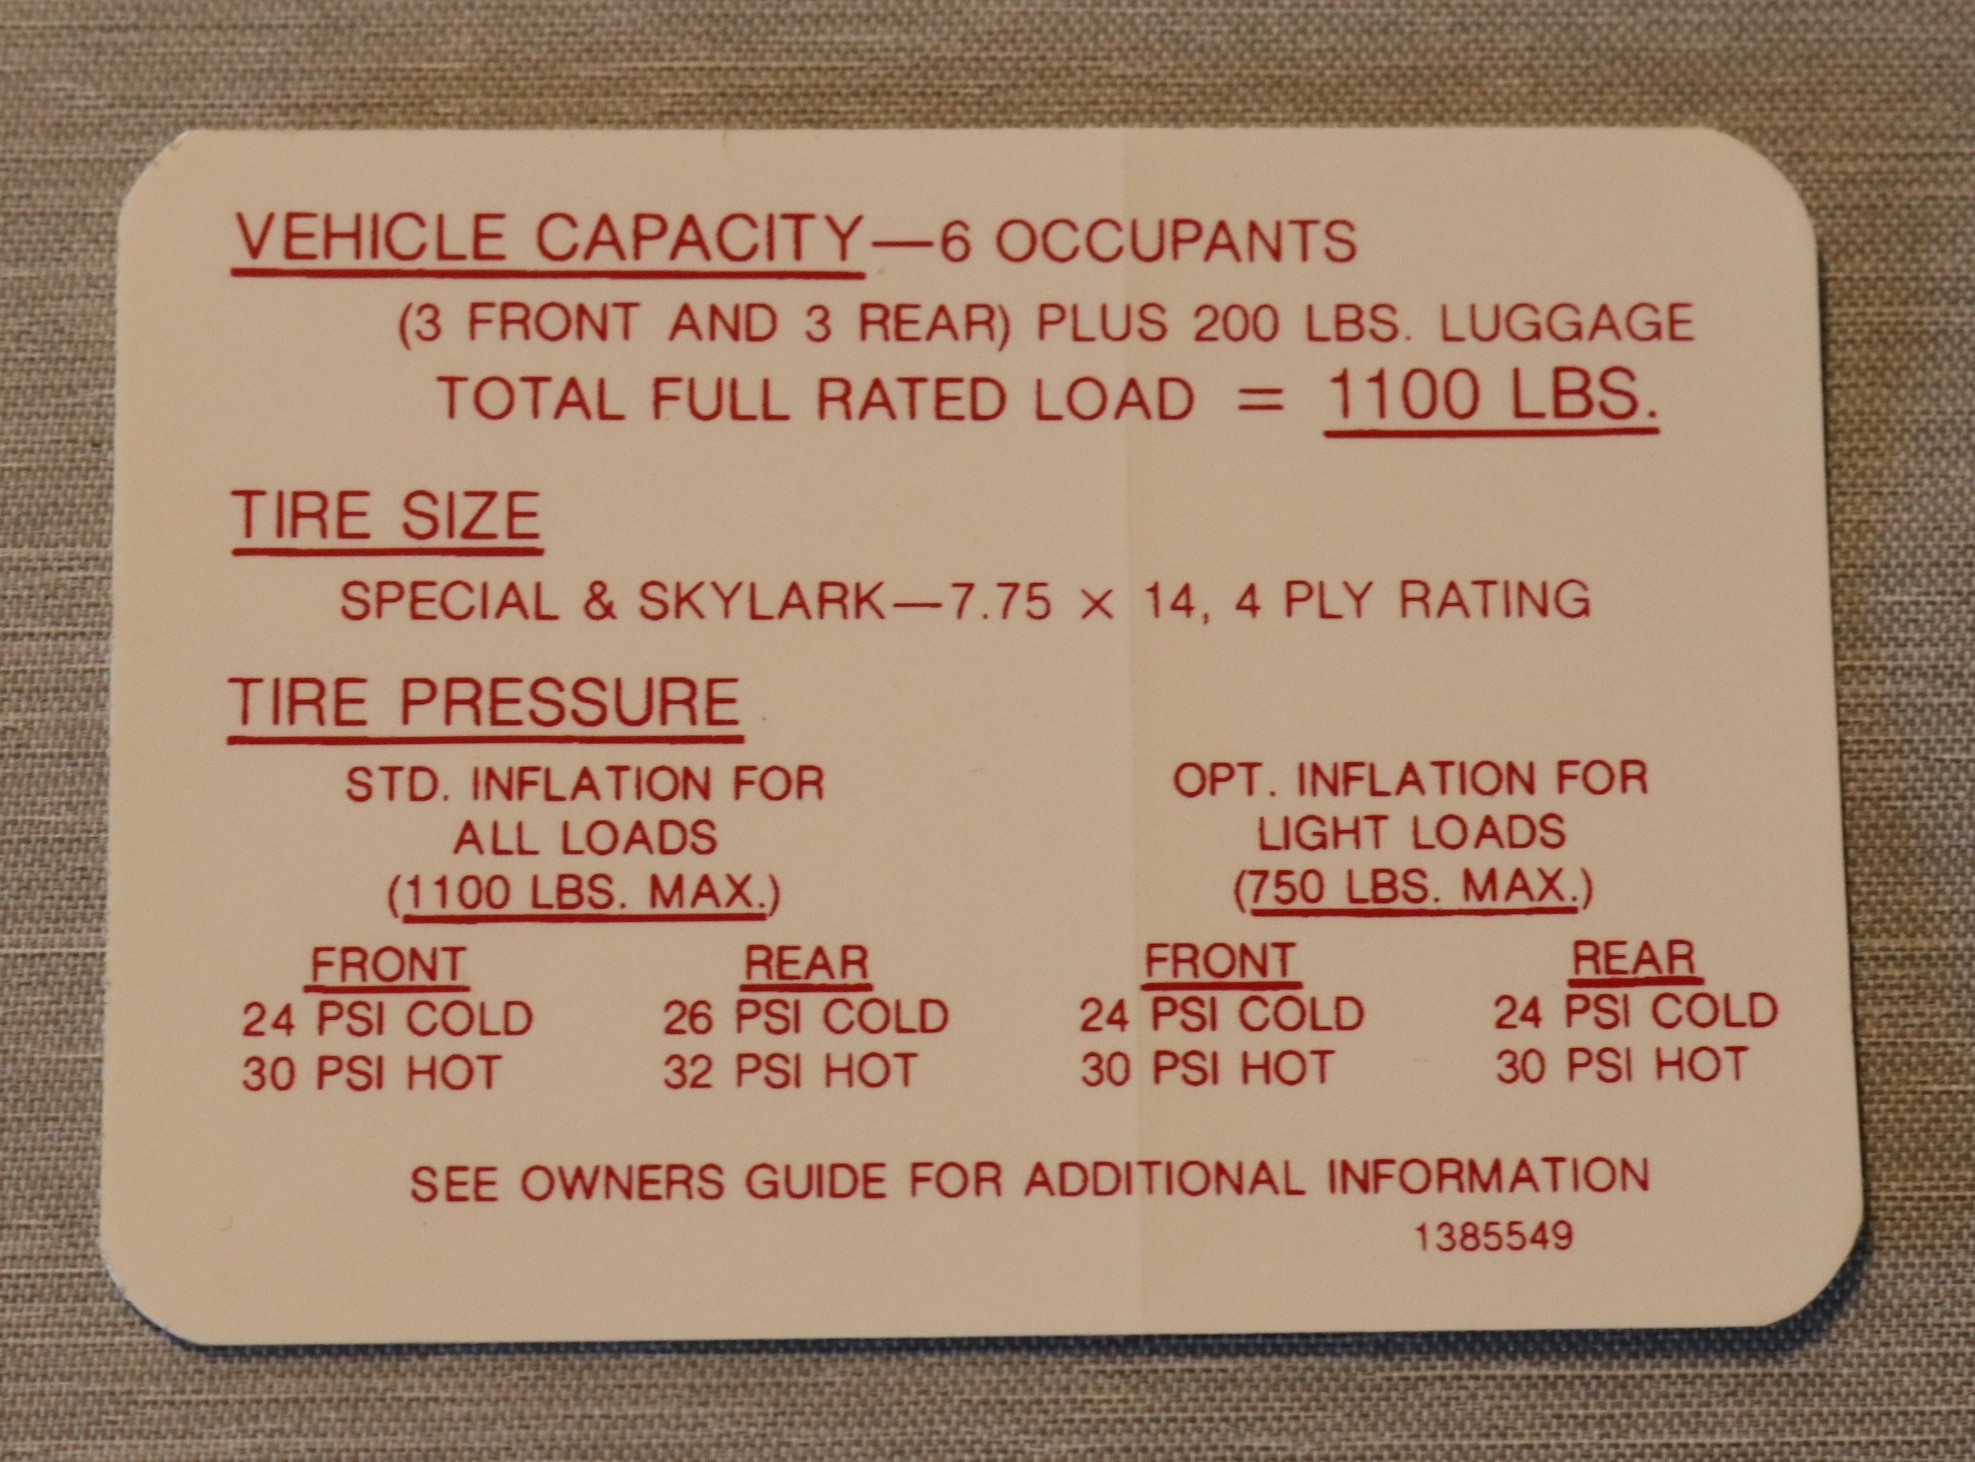 VEHICLE CAPACITY—6 OCCUPANTS
(3 FRONT AND 3 REAR) PLUS 200 LBS. LUGGAGE
TOTAL FULL RATED LOAD = 1100 LBS.
TIRE SIZE
SPECIAL & SKYLARK—7.75 × 14, 4 PLY RATING
TIRE PRESSURE
STD. INFLATION FOR
ALL LOADS
(1100 LBS. MAX.)
OPT. INFLATION FOR
LIGHT LOADS
(750 LBS. MAX.)
FRONT REAR FRONT REAR
24 PSI COLD 26 PSI COLD 24 PSI COLD 24 PSI COLD
30 PSI HOT 32 PSI HOT 30 PSI HOT 30 PSI HOT
SEE OWNERS GUIDE FOR ADDITIONAL INFORMATION
1385549